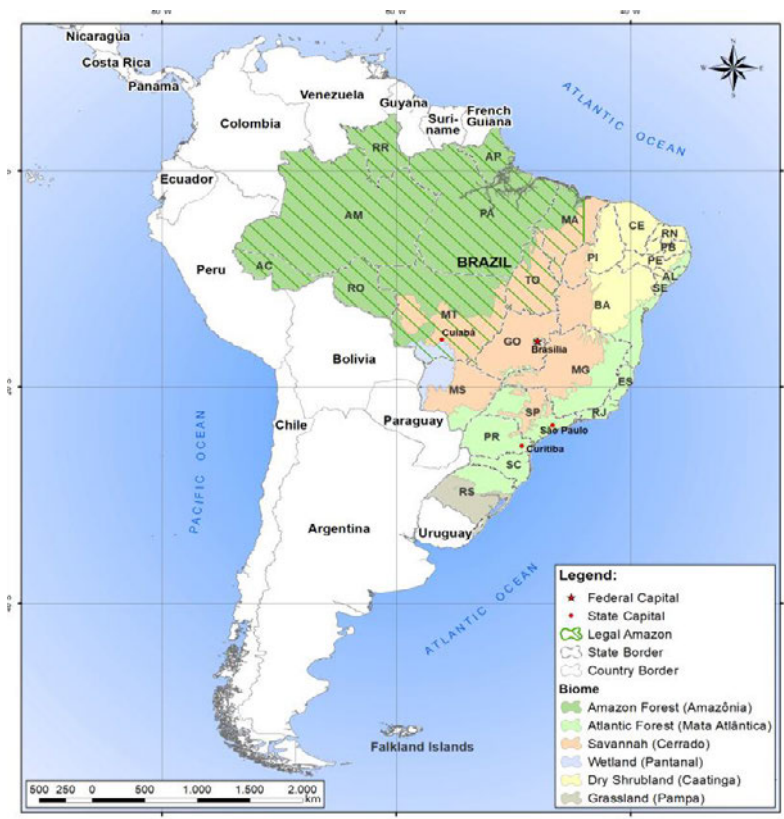 Nicaragua
Costa Rica
Panama
Venezuela
Guyana
Suri-
name
French
Guiana
Colombia
Ecuador
Peru
BRAZIL
Bolivia
Paraguay
Chile
Argentina
Uruguay
Falkland Islands
ATLANTIC OCEAN
PACIFIC OCEAN
ATLANTIC OCEAN
N
S
W
E
RR
AP
AM
PA
MA
CE
RN
PB
PE
AL
SE
PI
AC
RO
TO
BA
MT
Cuiabá
GO
Brasília
MG
ES
MS
SP
RJ
São Paulo
PR
Curitiba
SC
RS
Legend:
Federal Capital
State Capital
Legal Amazon
State Border
Country Border
Biome
Amazon Forest (Amazônia)
Atlantic Forest (Mata Atlântica)
Savannah (Cerrado)
Wetland (Pantanal)
Dry Shrubland (Caatinga)
Grassland (Pampa)
500 250 0 500 1.000 1.500 2.000
km